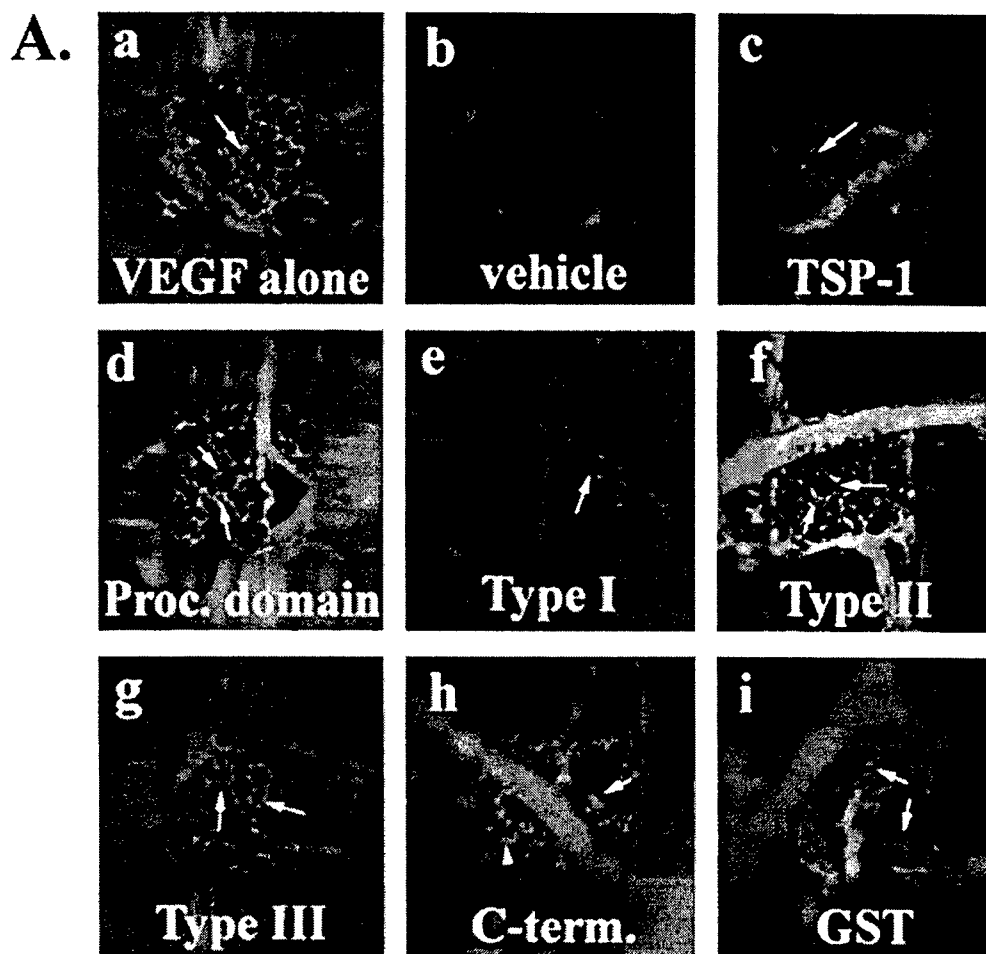 A.
a
VEGF alone
b
vehicle
c
TSP-1
d
Proc. domain
e
Type I
f
Type II
g
Type III
h
C-term.
i
GST